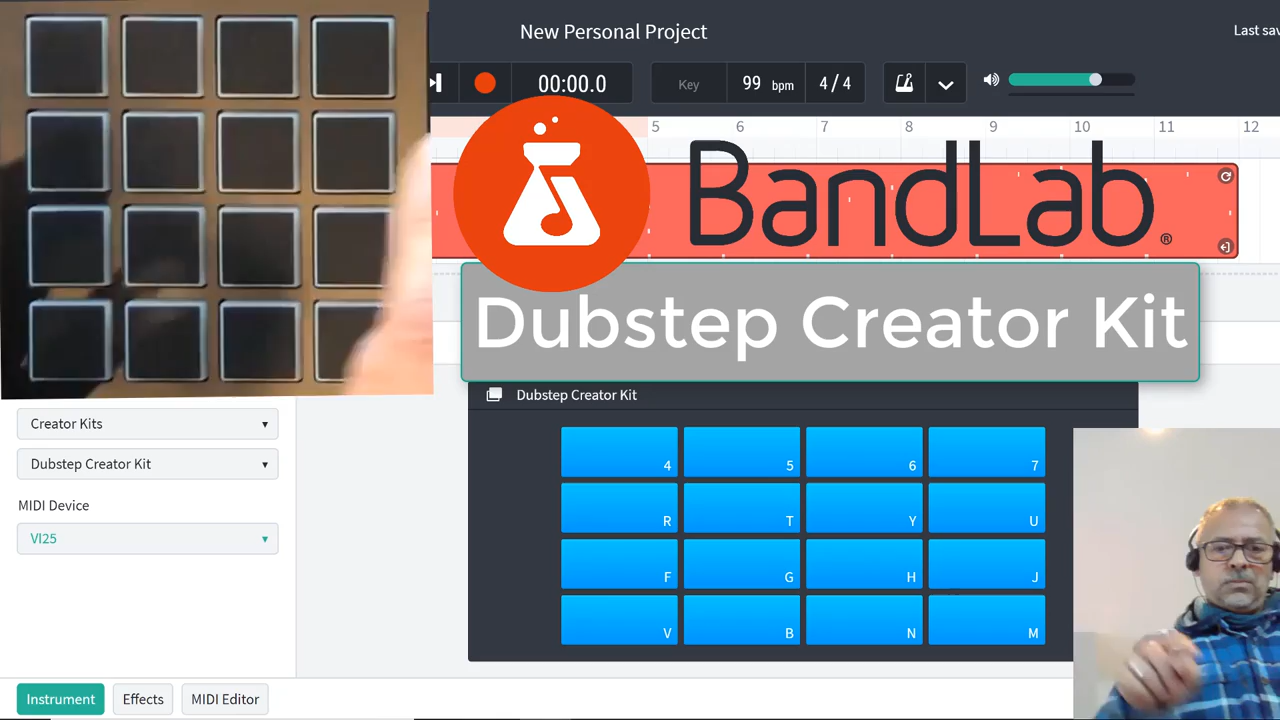 New Personal Project
Last sav
00:00.0
Key
99 bpm
4 / 4
5 6 7 8 9 10 11 12
BandLab®
Dubstep Creator Kit
Dubstep Creator Kit
Creator Kits
Dubstep Creator Kit
MIDI Device
VI25
4 5 6 7
R T Y U
F G H J
V B N M
Instrument Effects MIDI Editor